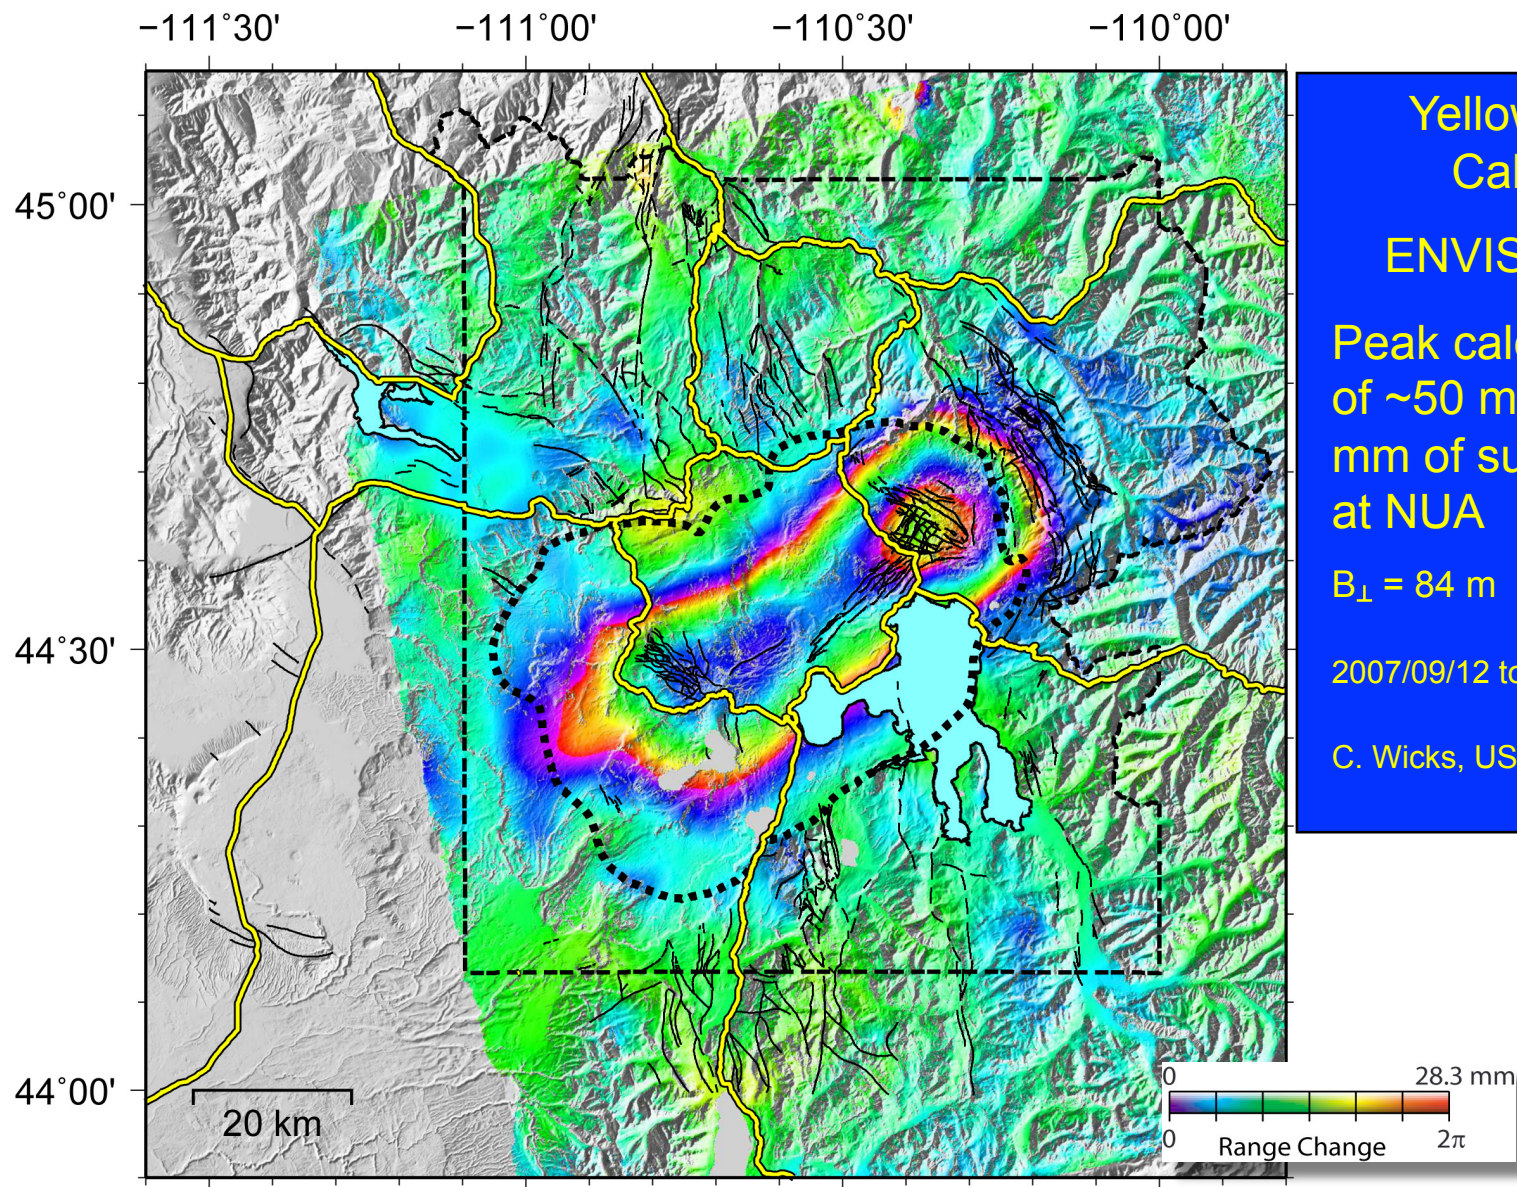 −111˚30' −111˚00' −110˚30' −110˚00'
45˚00'
44˚30'
44˚00'
20 km
Yellow
Cal
ENVIS
Peak cald
of ~50 m
mm of su
at NUA
B⊥ = 84 m
2007/09/12 to
C. Wicks, US
0 28.3 mm
0 Range Change 2π